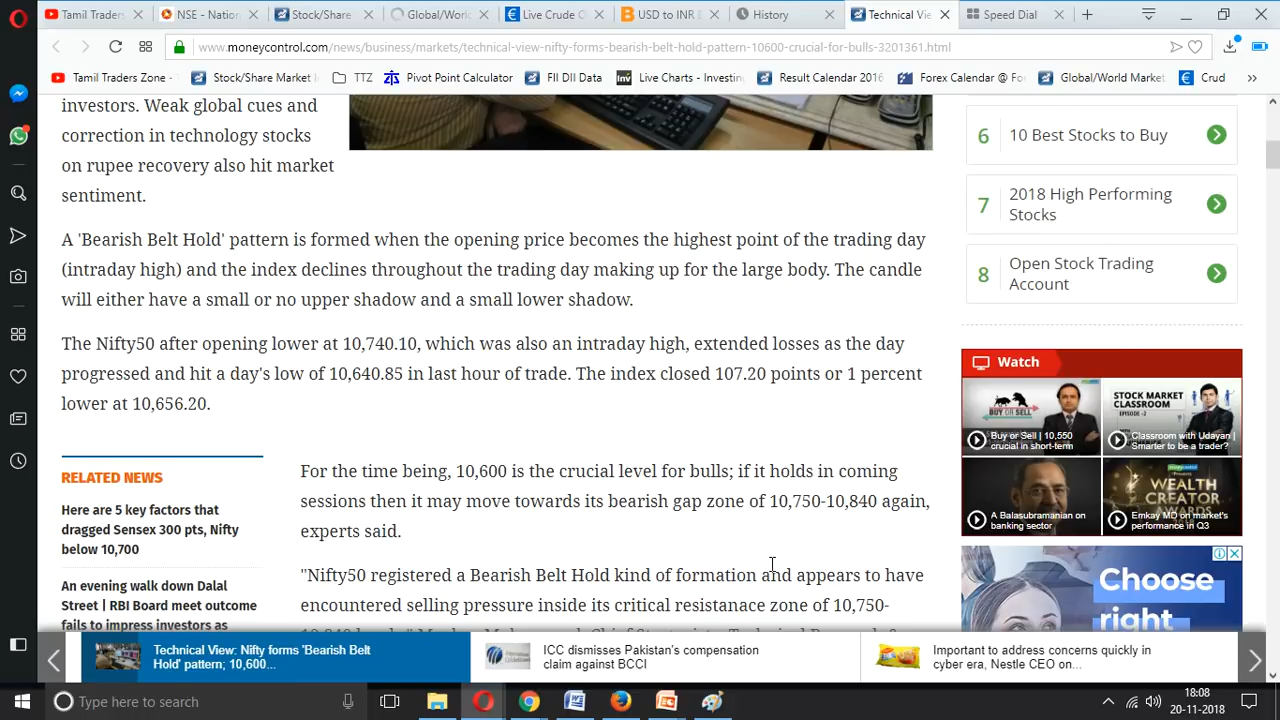 Tamil Traders
NSE - Nation
Stock/Share
Global/Worl
Live Crude O
USD to INR
History
Technical View
Speed Dial
www.moneycontrol.com/news/business/markets/technical-view-nifty-forms-bearish-belt-hold-pattern-10600-crucial-for-bulls-3201361.html
Tamil Traders Zone -
Stock/Share Market I
TTZ
Pivot Point Calculator
FII DII Data
Live Charts - Investing
Result Calendar 2016
Forex Calendar @ Fo
Global/World Market
Crud
investors. Weak global cues and
correction in technology stocks
on rupee recovery also hit market
sentiment.
A 'Bearish Belt Hold' pattern is formed when the opening price becomes the highest point of the trading day
(intraday high) and the index declines throughout the trading day making up for the large body. The candle
will either have a small or no upper shadow and a small lower shadow.
The Nifty50 after opening lower at 10,740.10, which was also an intraday high, extended losses as the day
progressed and hit a day's low of 10,640.85 in last hour of trade. The index closed 107.20 points or 1 percent
lower at 10,656.20.
RELATED NEWS
Here are 5 key factors that
dragged Sensex 300 pts, Nifty
below 10,700
An evening walk down Dalal
Street | RBI Board meet outcome
fails to impress investors as
For the time being, 10,600 is the crucial level for bulls; if it holds in coming
sessions then it may move towards its bearish gap zone of 10,750-10,840 again,
experts said.
"Nifty50 registered a Bearish Belt Hold kind of formation and appears to have
encountered selling pressure inside its critical resistanace zone of 10,750-
6 10 Best Stocks to Buy
7 2018 High Performing
Stocks
8 Open Stock Trading
Account
Watch
BUY OR SELL
Buy or Sell | 10,550
crucial in short-term
STOCK MARKET
CLASSROOM
EPISODE -2
Classroom with Udayan |
Smarter to be a trader?
A Balasubramanian on
banking sector
WEALTH
CREATOR
AWARDS
Emkay MD on market's
performance in Q3
Choose
right
Technical View: Nifty forms 'Bearish Belt
Hold' pattern; 10,600...
ICC dismisses Pakistan's compensation
claim against BCCI
Important to address concerns quickly in
cyber era, Nestle CEO on...
Type here to search
18:08
20-11-2018